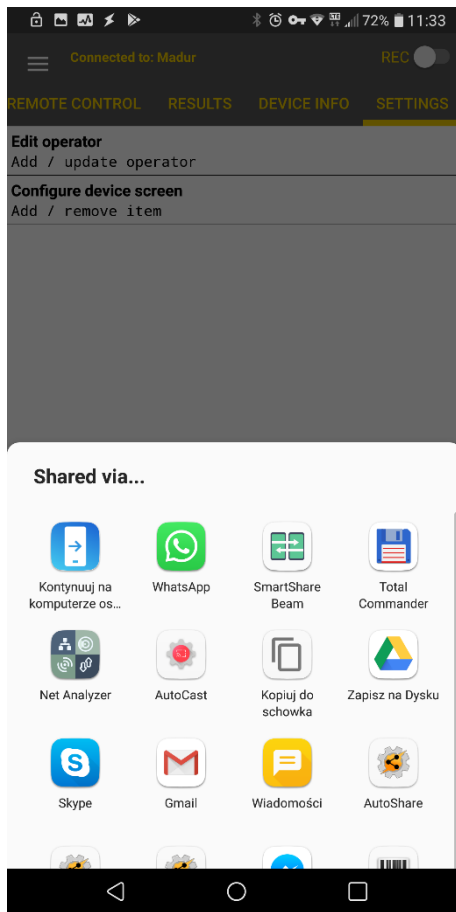 72% 11:33
Connected to: Madur
REC
REMOTE CONTROL RESULTS DEVICE INFO SETTINGS
Edit operator
Add / update operator
Configure device screen
Add / remove item
Shared via...
Kontynuuj na WhatsApp SmartShare Total
komputerze os... Beam Commander
Net Analyzer AutoCast Kopiuj do Zapisz na Dysku
schowka
Skype Gmail Wiadomości AutoShare